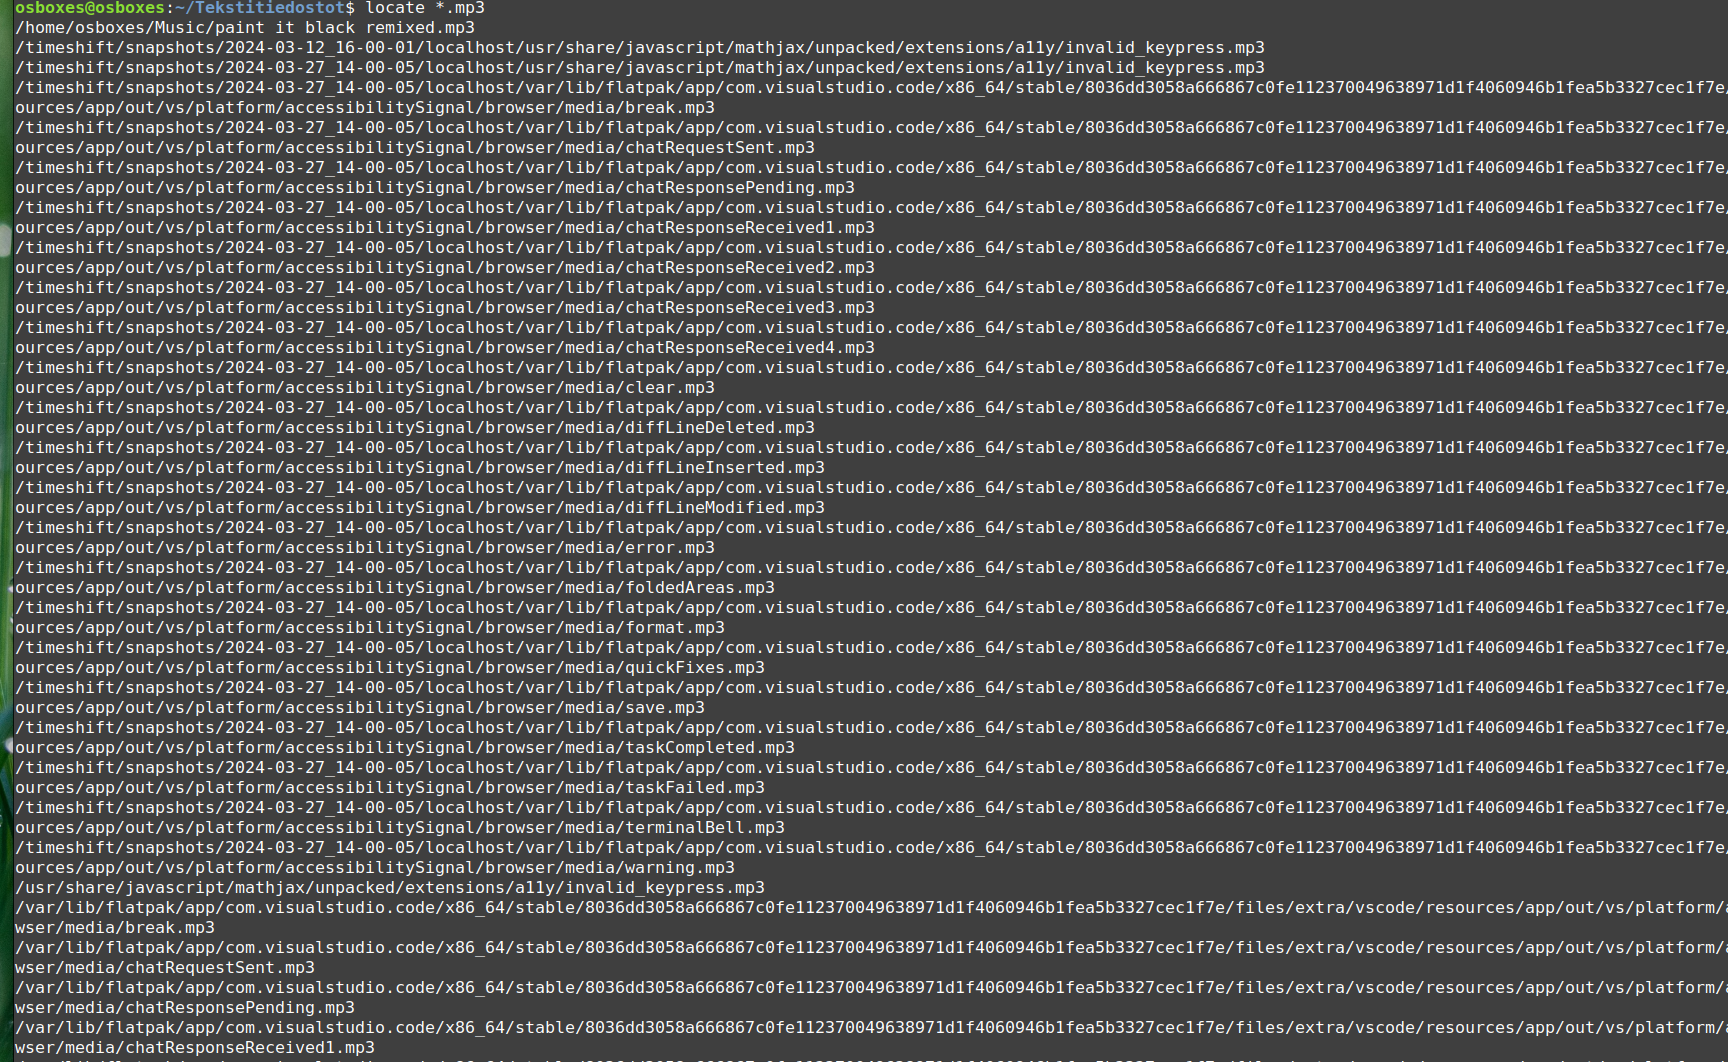 osboxes@osboxes:~/Tekstitiedostot$ locate *.mp3
/home/osboxes/Music/paint it black remixed.mp3
/timeshift/snapshots/2024-03-12_16-00-01/localhost/usr/share/javascript/mathjax/unpacked/extensions/a11y/invalid_keypress.mp3
/timeshift/snapshots/2024-03-27_14-00-05/localhost/usr/share/javascript/mathjax/unpacked/extensions/a11y/invalid_keypress.mp3
/timeshift/snapshots/2024-03-27_14-00-05/localhost/var/lib/flatpak/app/com.visualstudio.code/x86_64/stable/8036dd3058a666867c0fe112370049638971d1f4060946b1fea5b3327cec1f7e/
ources/app/out/vs/platform/accessibilitySignal/browser/media/break.mp3
/timeshift/snapshots/2024-03-27_14-00-05/localhost/var/lib/flatpak/app/com.visualstudio.code/x86_64/stable/8036dd3058a666867c0fe112370049638971d1f4060946b1fea5b3327cec1f7e/
ources/app/out/vs/platform/accessibilitySignal/browser/media/chatRequestSent.mp3
/timeshift/snapshots/2024-03-27_14-00-05/localhost/var/lib/flatpak/app/com.visualstudio.code/x86_64/stable/8036dd3058a666867c0fe112370049638971d1f4060946b1fea5b3327cec1f7e/
ources/app/out/vs/platform/accessibilitySignal/browser/media/chatResponsePending.mp3
/timeshift/snapshots/2024-03-27_14-00-05/localhost/var/lib/flatpak/app/com.visualstudio.code/x86_64/stable/8036dd3058a666867c0fe112370049638971d1f4060946b1fea5b3327cec1f7e/
ources/app/out/vs/platform/accessibilitySignal/browser/media/chatResponseReceived1.mp3
/timeshift/snapshots/2024-03-27_14-00-05/localhost/var/lib/flatpak/app/com.visualstudio.code/x86_64/stable/8036dd3058a666867c0fe112370049638971d1f4060946b1fea5b3327cec1f7e/
ources/app/out/vs/platform/accessibilitySignal/browser/media/chatResponseReceived2.mp3
/timeshift/snapshots/2024-03-27_14-00-05/localhost/var/lib/flatpak/app/com.visualstudio.code/x86_64/stable/8036dd3058a666867c0fe112370049638971d1f4060946b1fea5b3327cec1f7e/
ources/app/out/vs/platform/accessibilitySignal/browser/media/chatResponseReceived3.mp3
/timeshift/snapshots/2024-03-27_14-00-05/localhost/var/lib/flatpak/app/com.visualstudio.code/x86_64/stable/8036dd3058a666867c0fe112370049638971d1f4060946b1fea5b3327cec1f7e/
ources/app/out/vs/platform/accessibilitySignal/browser/media/chatResponseReceived4.mp3
/timeshift/snapshots/2024-03-27_14-00-05/localhost/var/lib/flatpak/app/com.visualstudio.code/x86_64/stable/8036dd3058a666867c0fe112370049638971d1f4060946b1fea5b3327cec1f7e/
ources/app/out/vs/platform/accessibilitySignal/browser/media/clear.mp3
/timeshift/snapshots/2024-03-27_14-00-05/localhost/var/lib/flatpak/app/com.visualstudio.code/x86_64/stable/8036dd3058a666867c0fe112370049638971d1f4060946b1fea5b3327cec1f7e/
ources/app/out/vs/platform/accessibilitySignal/browser/media/diffLineDeleted.mp3
/timeshift/snapshots/2024-03-27_14-00-05/localhost/var/lib/flatpak/app/com.visualstudio.code/x86_64/stable/8036dd3058a666867c0fe112370049638971d1f4060946b1fea5b3327cec1f7e/
ources/app/out/vs/platform/accessibilitySignal/browser/media/diffLineInserted.mp3
/timeshift/snapshots/2024-03-27_14-00-05/localhost/var/lib/flatpak/app/com.visualstudio.code/x86_64/stable/8036dd3058a666867c0fe112370049638971d1f4060946b1fea5b3327cec1f7e/
ources/app/out/vs/platform/accessibilitySignal/browser/media/diffLineModified.mp3
/timeshift/snapshots/2024-03-27_14-00-05/localhost/var/lib/flatpak/app/com.visualstudio.code/x86_64/stable/8036dd3058a666867c0fe112370049638971d1f4060946b1fea5b3327cec1f7e/
ources/app/out/vs/platform/accessibilitySignal/browser/media/error.mp3
/timeshift/snapshots/2024-03-27_14-00-05/localhost/var/lib/flatpak/app/com.visualstudio.code/x86_64/stable/8036dd3058a666867c0fe112370049638971d1f4060946b1fea5b3327cec1f7e/
ources/app/out/vs/platform/accessibilitySignal/browser/media/foldedAreas.mp3
/timeshift/snapshots/2024-03-27_14-00-05/localhost/var/lib/flatpak/app/com.visualstudio.code/x86_64/stable/8036dd3058a666867c0fe112370049638971d1f4060946b1fea5b3327cec1f7e/
ources/app/out/vs/platform/accessibilitySignal/browser/media/format.mp3
/timeshift/snapshots/2024-03-27_14-00-05/localhost/var/lib/flatpak/app/com.visualstudio.code/x86_64/stable/8036dd3058a666867c0fe112370049638971d1f4060946b1fea5b3327cec1f7e/
ources/app/out/vs/platform/accessibilitySignal/browser/media/quickFixes.mp3
/timeshift/snapshots/2024-03-27_14-00-05/localhost/var/lib/flatpak/app/com.visualstudio.code/x86_64/stable/8036dd3058a666867c0fe112370049638971d1f4060946b1fea5b3327cec1f7e/
ources/app/out/vs/platform/accessibilitySignal/browser/media/save.mp3
/timeshift/snapshots/2024-03-27_14-00-05/localhost/var/lib/flatpak/app/com.visualstudio.code/x86_64/stable/8036dd3058a666867c0fe112370049638971d1f4060946b1fea5b3327cec1f7e/
ources/app/out/vs/platform/accessibilitySignal/browser/media/taskCompleted.mp3
/timeshift/snapshots/2024-03-27_14-00-05/localhost/var/lib/flatpak/app/com.visualstudio.code/x86_64/stable/8036dd3058a666867c0fe112370049638971d1f4060946b1fea5b3327cec1f7e/
ources/app/out/vs/platform/accessibilitySignal/browser/media/taskFailed.mp3
/timeshift/snapshots/2024-03-27_14-00-05/localhost/var/lib/flatpak/app/com.visualstudio.code/x86_64/stable/8036dd3058a666867c0fe112370049638971d1f4060946b1fea5b3327cec1f7e/
ources/app/out/vs/platform/accessibilitySignal/browser/media/terminalBell.mp3
/timeshift/snapshots/2024-03-27_14-00-05/localhost/var/lib/flatpak/app/com.visualstudio.code/x86_64/stable/8036dd3058a666867c0fe112370049638971d1f4060946b1fea5b3327cec1f7e/
ources/app/out/vs/platform/accessibilitySignal/browser/media/warning.mp3
/usr/share/javascript/mathjax/unpacked/extensions/a11y/invalid_keypress.mp3
/var/lib/flatpak/app/com.visualstudio.code/x86_64/stable/8036dd3058a666867c0fe112370049638971d1f4060946b1fea5b3327cec1f7e/files/extra/vscode/resources/app/out/vs/platform/a
wser/media/break.mp3
/var/lib/flatpak/app/com.visualstudio.code/x86_64/stable/8036dd3058a666867c0fe112370049638971d1f4060946b1fea5b3327cec1f7e/files/extra/vscode/resources/app/out/vs/platform/a
wser/media/chatRequestSent.mp3
/var/lib/flatpak/app/com.visualstudio.code/x86_64/stable/8036dd3058a666867c0fe112370049638971d1f4060946b1fea5b3327cec1f7e/files/extra/vscode/resources/app/out/vs/platform/a
wser/media/chatResponsePending.mp3
/var/lib/flatpak/app/com.visualstudio.code/x86_64/stable/8036dd3058a666867c0fe112370049638971d1f4060946b1fea5b3327cec1f7e/files/extra/vscode/resources/app/out/vs/platform/a
wser/media/chatResponseReceived1.mp3